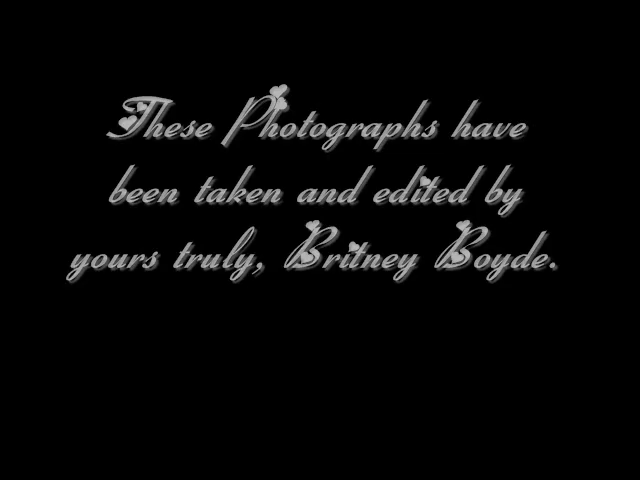 These Photographs have
been taken and edited by
yours truly, Britney Boyde.